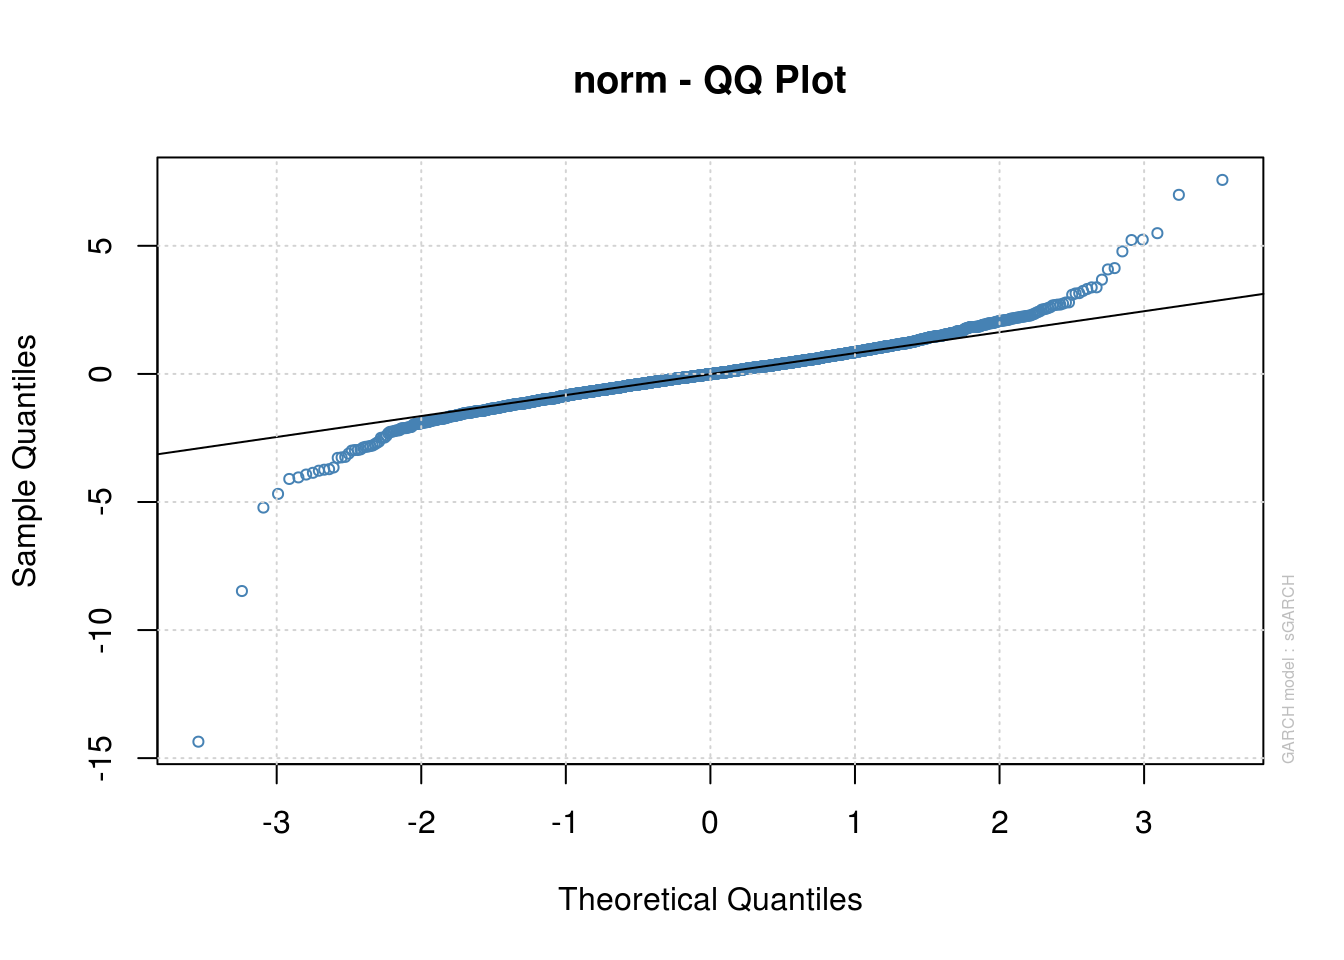 norm - QQ Plot
Sample Quantiles
5
0
-5
-10
-15
-3 -2 -1 0 1 2 3
Theoretical Quantiles
GARCH model : sGARCH